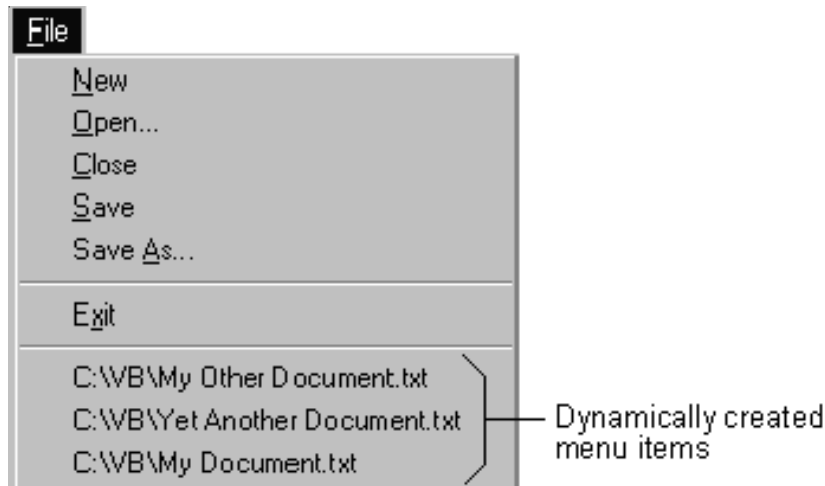 File
New
Open...
Close
Save
Save As...
Exit
C:\VB\My Other Document.txt
C:\VB\Yet Another Document.txt
C:\VB\My Document.txt
Dynamically created
menu items